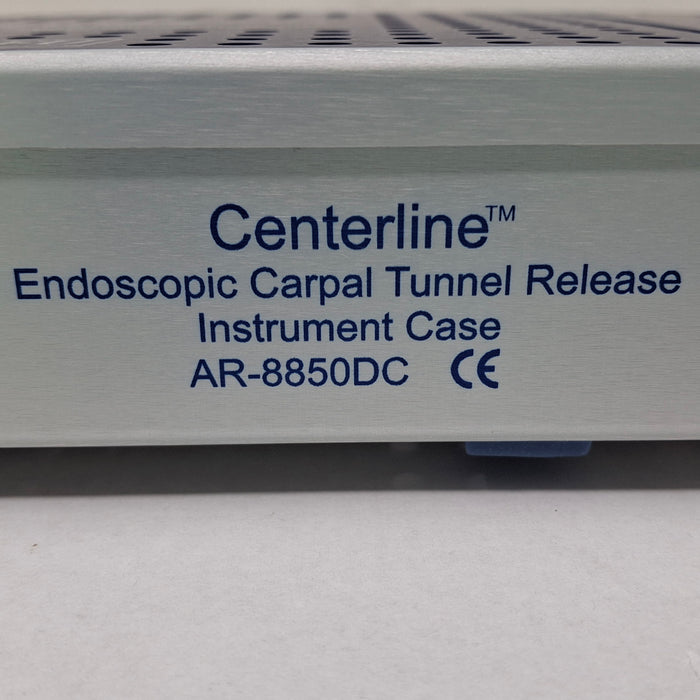 Centerline™
Endoscopic Carpal Tunnel Release
Instrument Case
AR-8850DC CE